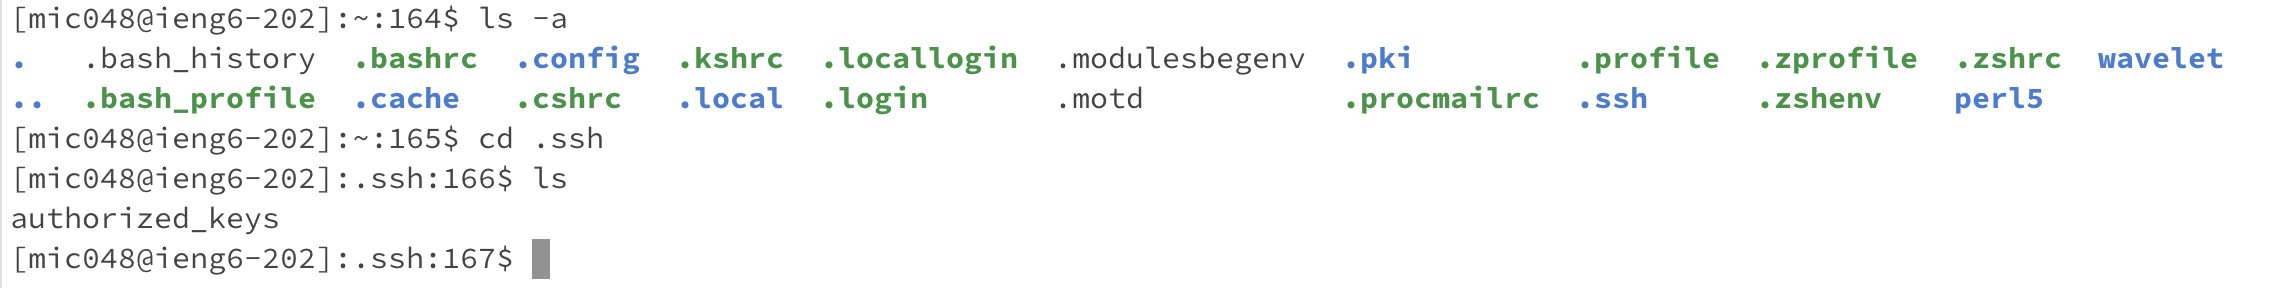 [mic048@ieng6-202]:~:164$ ls -a
. .bash_history .bashrc .config .kshrc .locallogin .modulesbegenv .pki .profile .zprofile .zshrc wavelet
.. .bash_profile .cache .cshrc .local .login .motd .procmailrc .ssh .zshenv perl5
[mic048@ieng6-202]:~:165$ cd .ssh
[mic048@ieng6-202]:.ssh:166$ ls
authorized_keys
[mic048@ieng6-202]:.ssh:167$